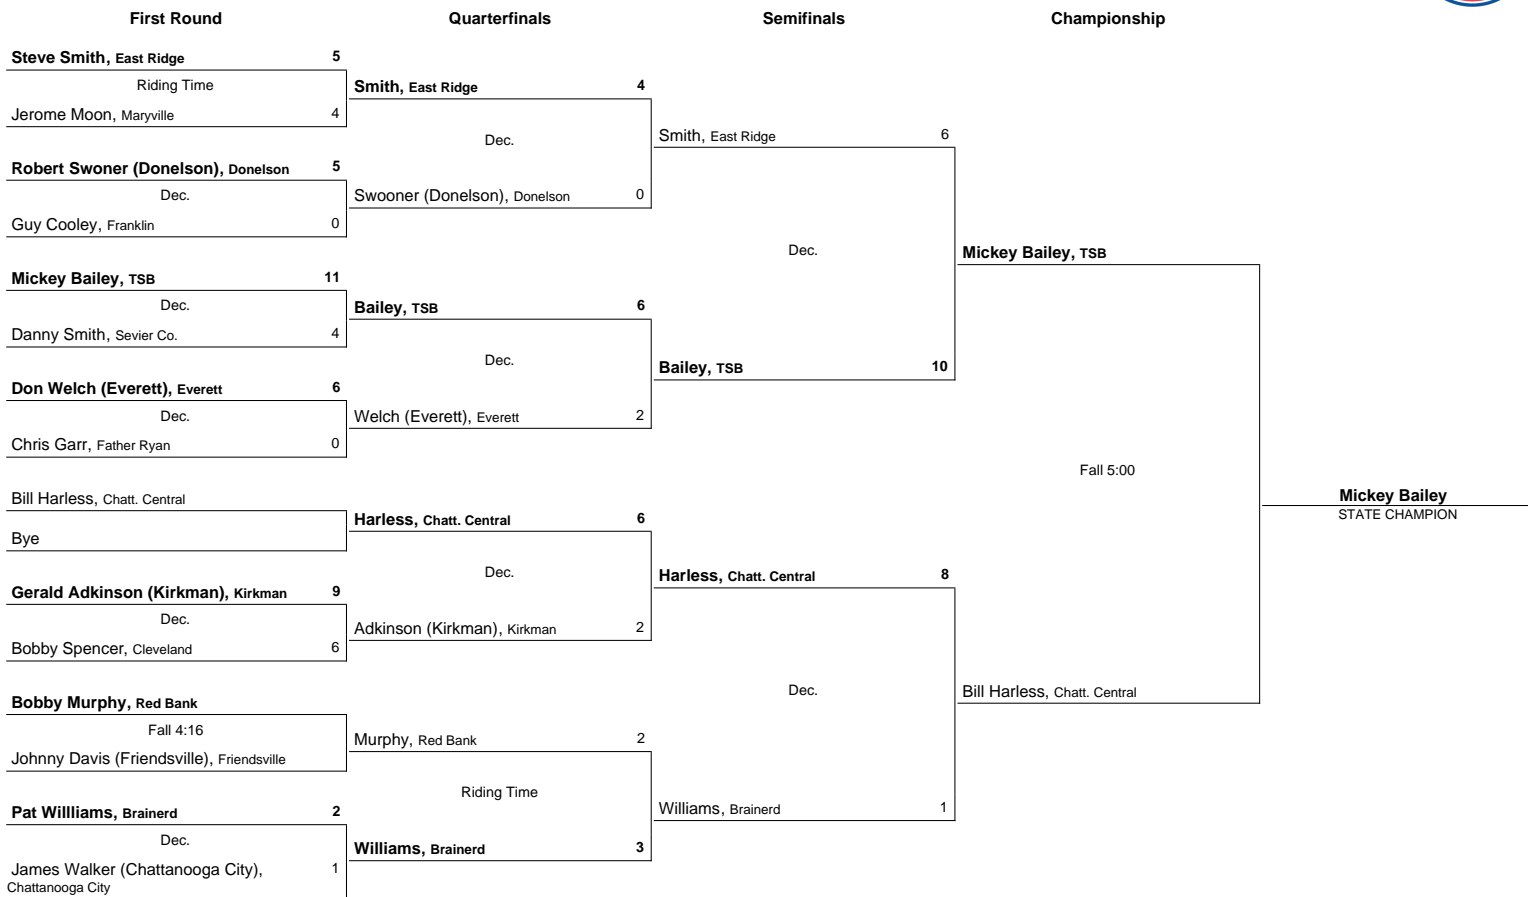 First Round Quarterfinals Semifinals Championship
Steve Smith, East Ridge 5
Riding Time
Jerome Moon, Maryville 4
Robert Swoner (Donelson), Donelson 5
Dec.
Guy Cooley, Franklin 0
Mickey Bailey, TSB 11
Dec.
Danny Smith, Sevier Co. 4
Don Welch (Everett), Everett 6
Dec.
Chris Garr, Father Ryan 0
Bill Harless, Chatt. Central
Bye
Gerald Adkinson (Kirkman), Kirkman 9
Dec.
Bobby Spencer, Cleveland 6
Bobby Murphy, Red Bank
Fall 4:16
Johnny Davis (Friendsville), Friendsville
Pat Willliams, Brainerd 2
Dec.
James Walker (Chattanooga City), 1
Chattanooga City
Smith, East Ridge 4
Dec.
Swooner (Donelson), Donelson 0
Bailey, TSB 6
Dec.
Welch (Everett), Everett 2
Harless, Chatt. Central 6
Dec.
Adkinson (Kirkman), Kirkman 2
Murphy, Red Bank 2
Riding Time
Williams, Brainerd 3
Smith, East Ridge 6
Dec.
Bailey, TSB 10
Harless, Chatt. Central 8
Dec.
Williams, Brainerd 1
Mickey Bailey, TSB
Fall 5:00
Bill Harless, Chatt. Central
Mickey Bailey
STATE CHAMPION